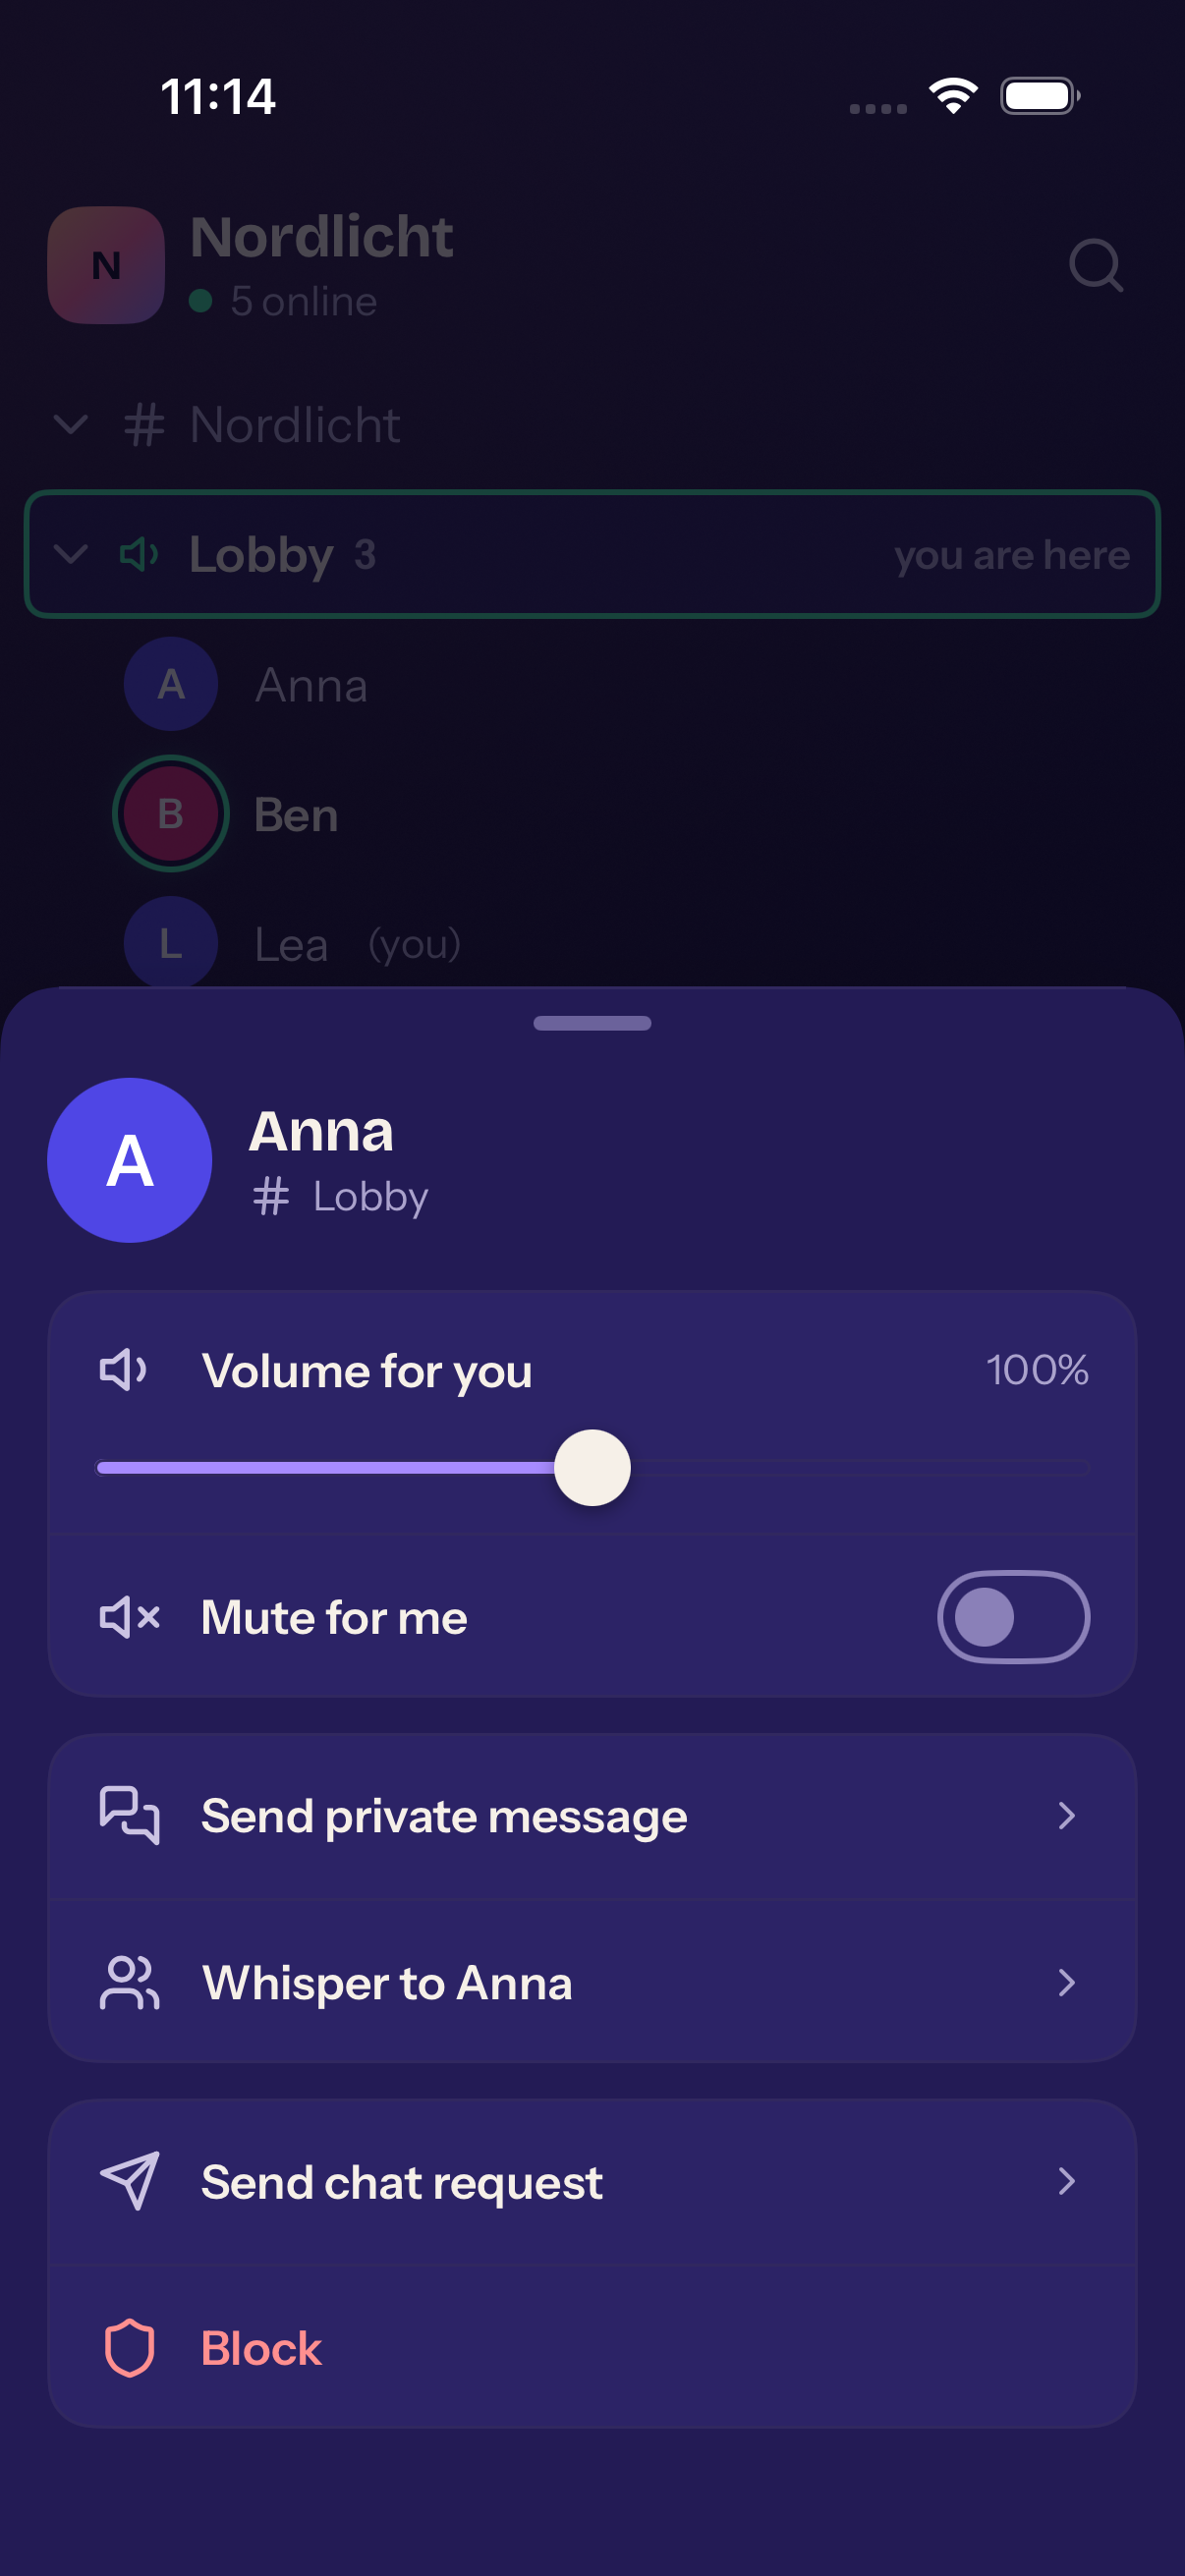 11:14
N
Nordlicht
5 online
Nordlicht
Lobby 3 you are here
A Anna
B Ben
L Lea (you)
A
Anna
# Lobby
Volume for you 100%
Mute for me
Send private message
Whisper to Anna
Send chat request
Block